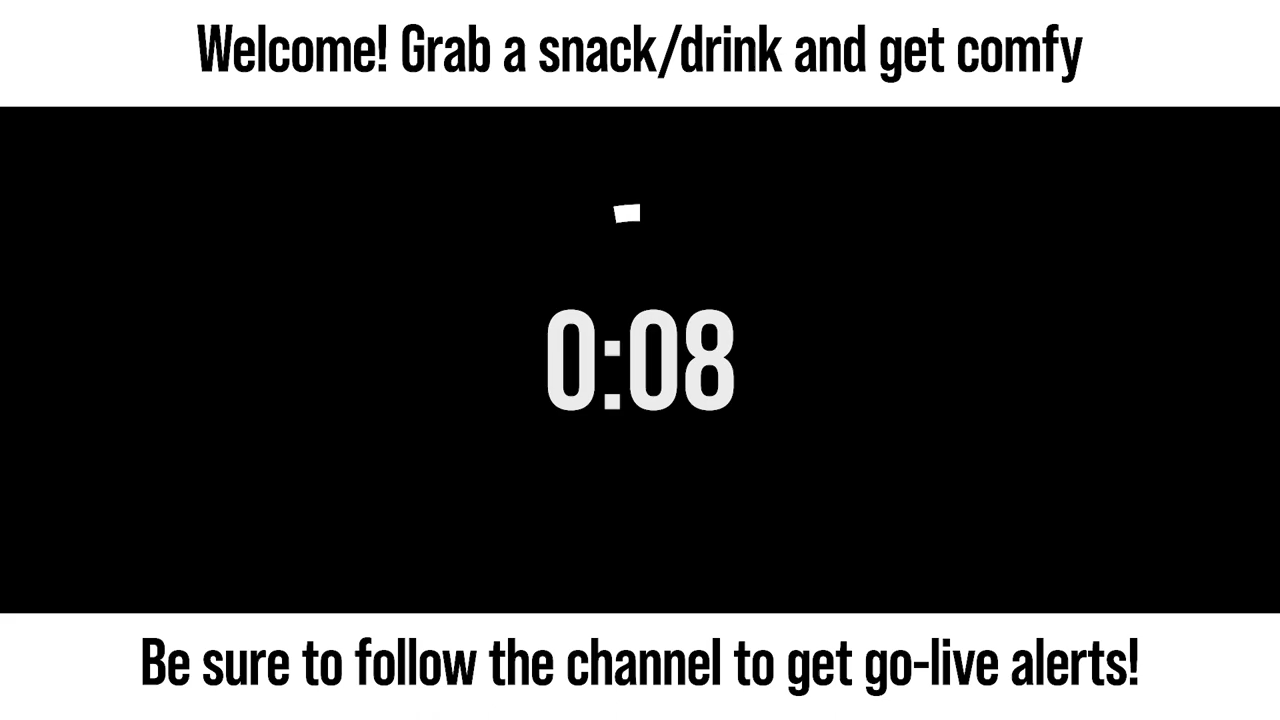 Welcome! Grab a snack/drink and get comfy
0:08
Be sure to follow the channel to get go-live alerts!